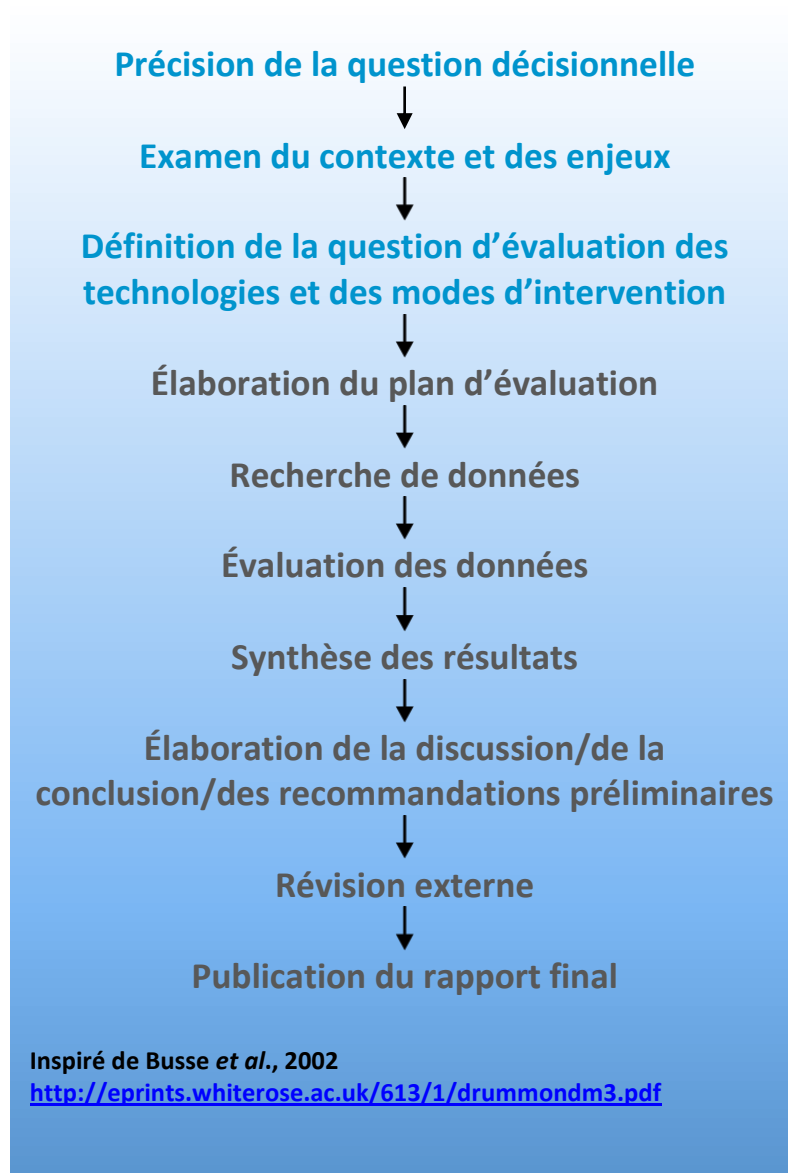 Précision de la question décisionnelle
Examen du contexte et des enjeux
Définition de la question d’évaluation des
technologies et des modes d’intervention
Élaboration du plan d’évaluation
Recherche de données
Évaluation des données
Synthèse des résultats
Élaboration de la discussion/de la
conclusion/des recommandations préliminaires
Révision externe
Publication du rapport final
Inspiré de Busse et al., 2002
http://eprints.whiterose.ac.uk/613/1/drummondm3.pdf